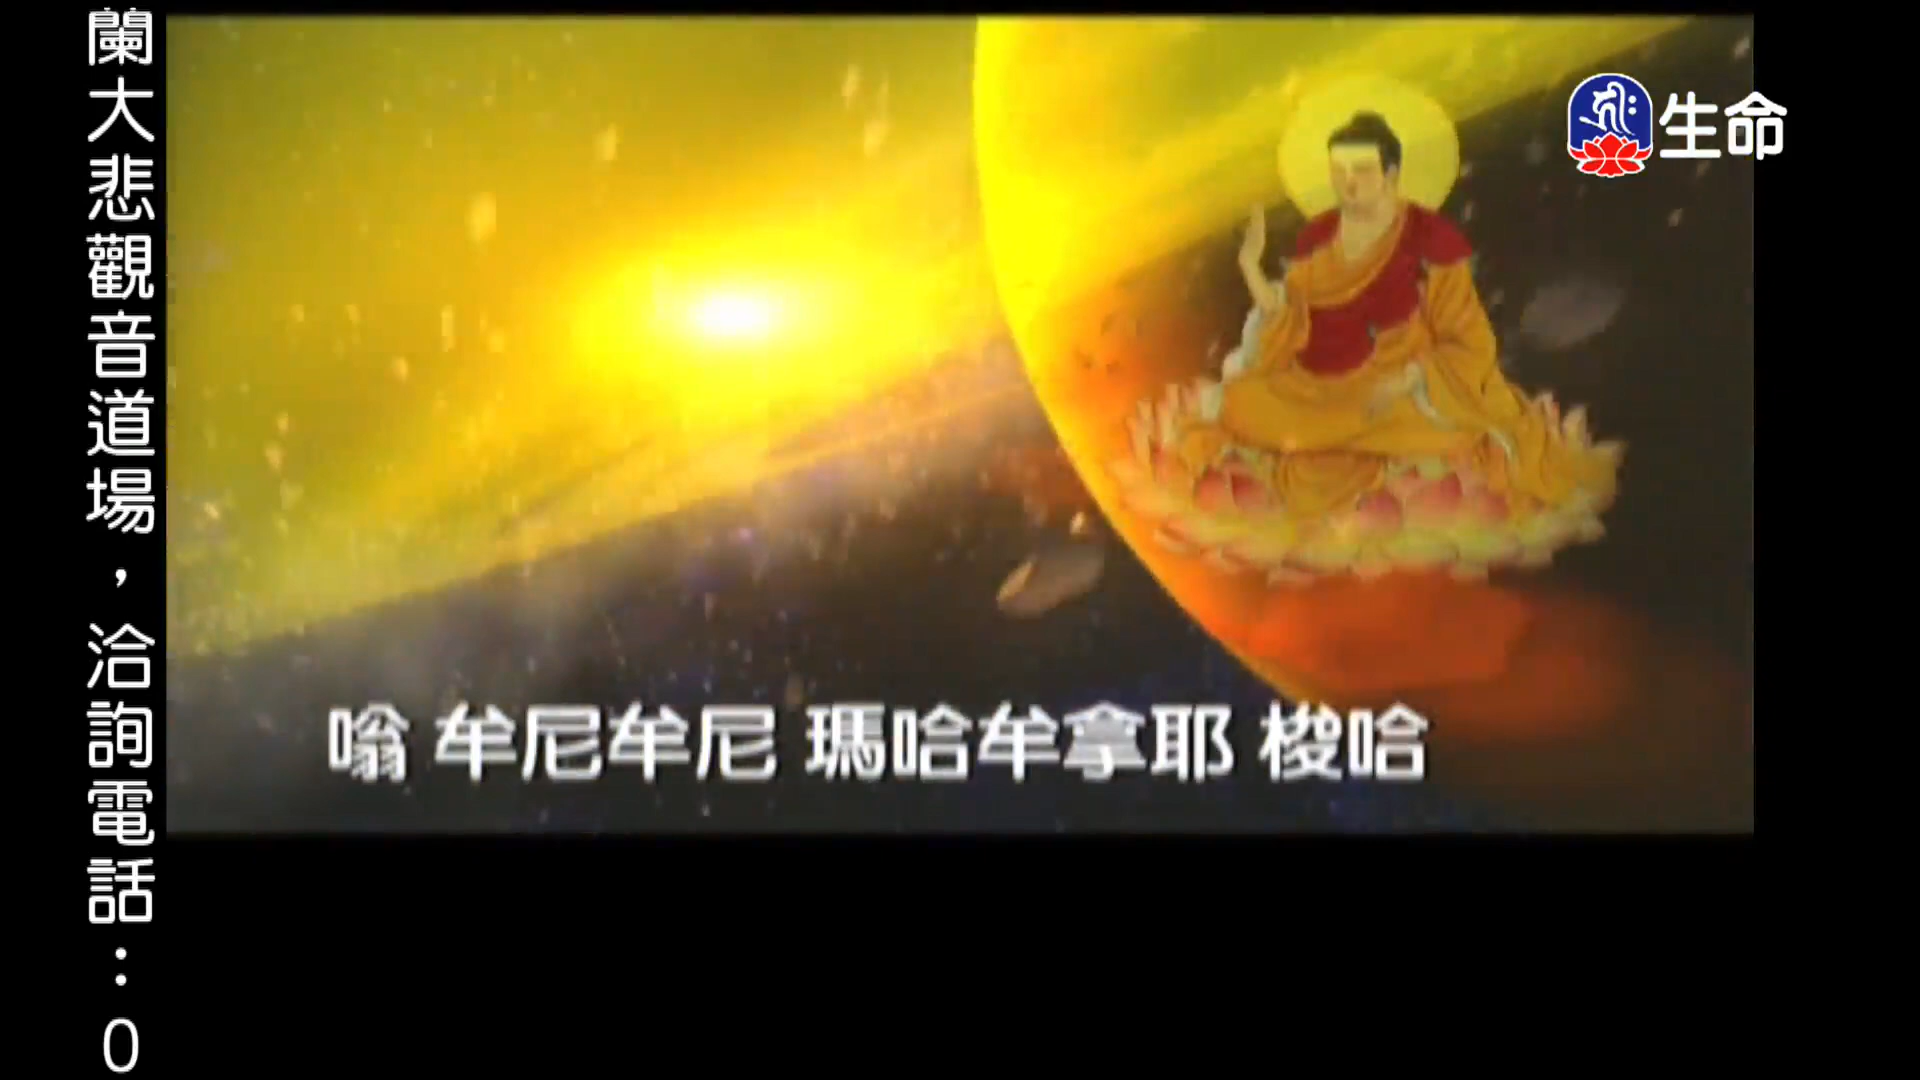 蘭大悲觀音道場，洽詢電話：0
生命
嗡 牟尼牟尼 瑪哈牟拿耶 梭哈